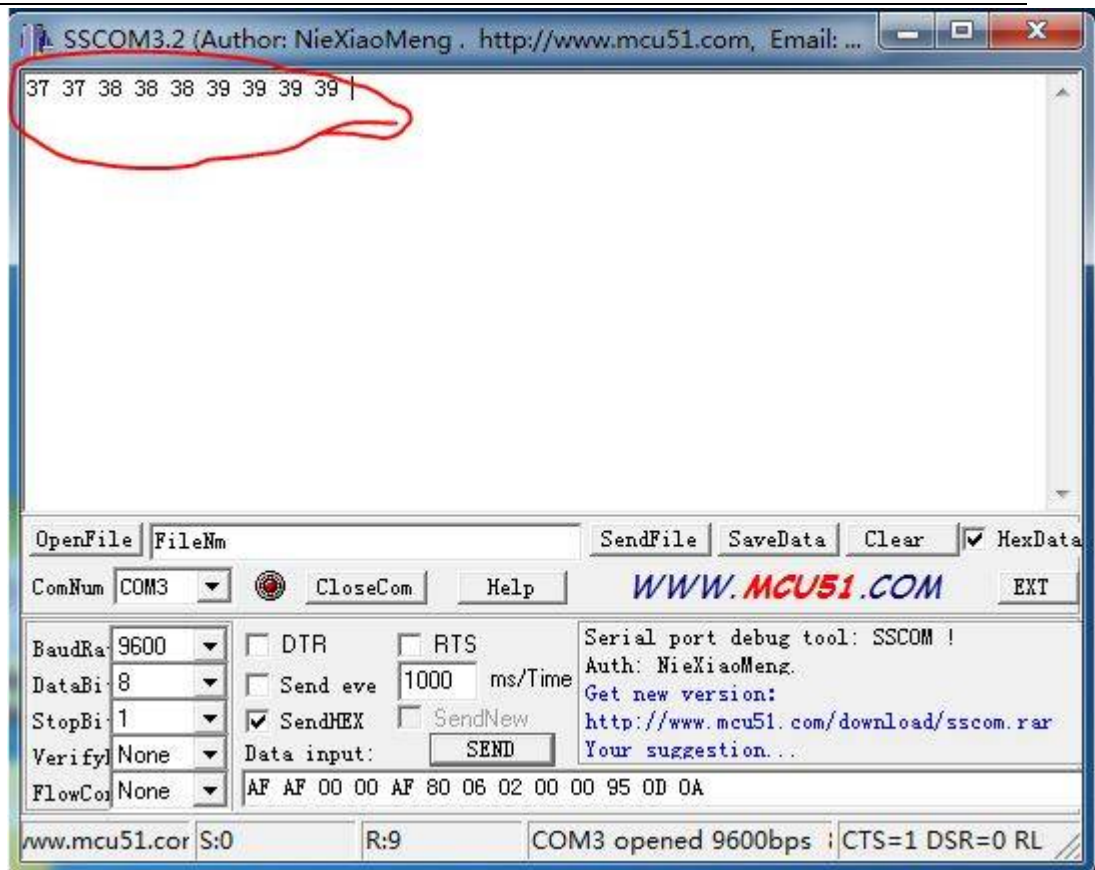 SSCOM3.2 (Author: NieXiaoMeng . http://www.mcu51.com, Email: ...
37 37 38 38 38 39 39 39 39
OpenFile FileNm SendFile SaveData Clear HexData
ComNum COM3 CloseCom Help WWW.MCU51.COM EXT
BaudRa 9600 DTR RTS
DataBi 8 Send eve 1000 ms/Time
StopBi 1 SendHEX SendNew
Verify None Data input: SEND
FlowCo None AF AF 00 00 AF 80 06 02 00 00 95 0D 0A
Serial port debug tool: SSCOM !
Auth: NieXiaoMeng.
Get new version:
http://www.mcu51.com/download/sscom.rar
Your suggestion...
www.mcu51.cor S:0 R:9 COM3 opened 9600bps CTS=1 DSR=0 RL